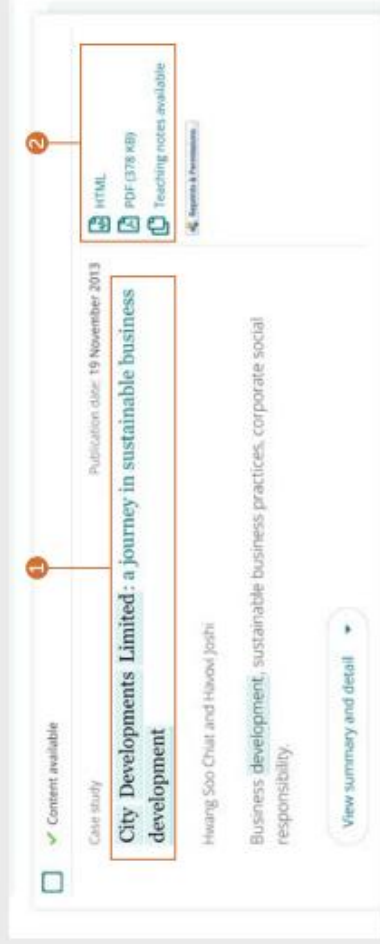 1
2
Content available
Case study
Publication date: 19 November 2013
City Developments Limited: a journey in sustainable business
development
HTML
PDF (378 KB)
Teaching notes available
Reprints & Permissions
Hwang Soo Chiat and Havovi Joshi
Business development, sustainable business practices, corporate social
responsibility,
View summary and detail